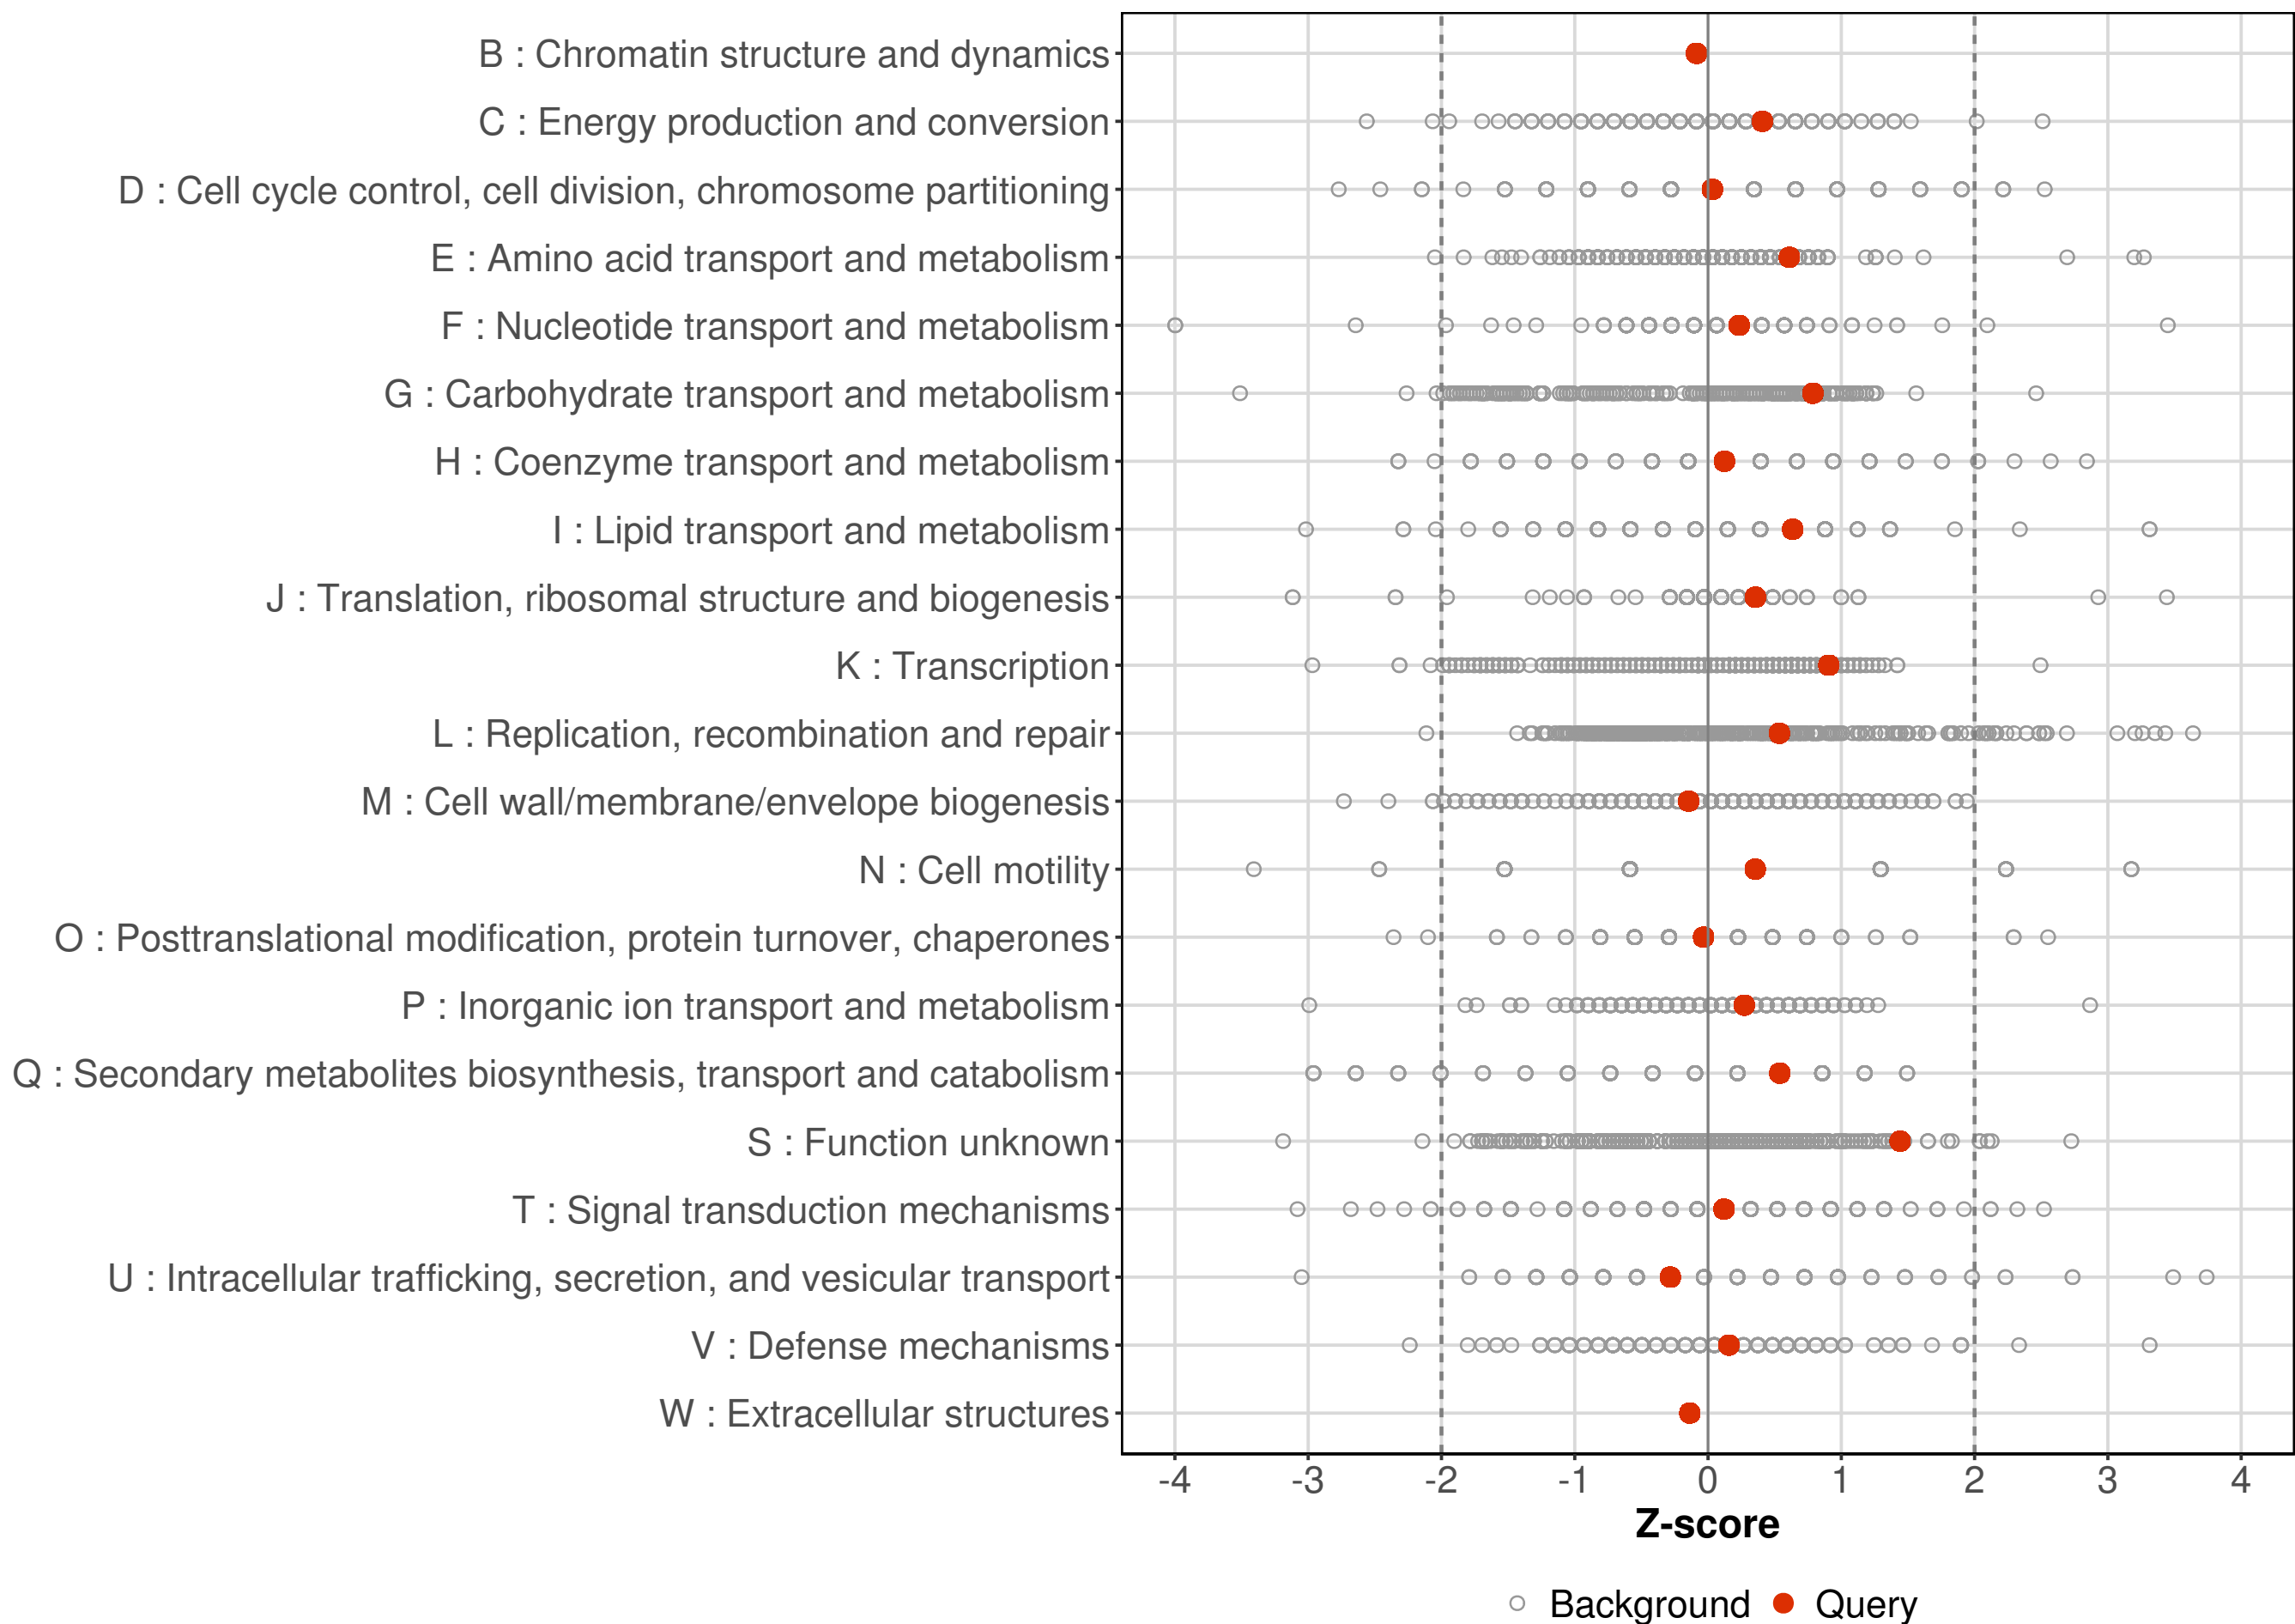 B : Chromatin structure and dynamics
C : Energy production and conversion
D : Cell cycle control, cell division, chromosome partitioning
E : Amino acid transport and metabolism
F : Nucleotide transport and metabolism
G : Carbohydrate transport and metabolism
H : Coenzyme transport and metabolism
I : Lipid transport and metabolism
J : Translation, ribosomal structure and biogenesis
K : Transcription
L : Replication, recombination and repair
M : Cell wall/membrane/envelope biogenesis
N : Cell motility
O : Posttranslational modification, protein turnover, chaperones
P : Inorganic ion transport and metabolism
Q : Secondary metabolites biosynthesis, transport and catabolism
S : Function unknown
T : Signal transduction mechanisms
U : Intracellular trafficking, secretion, and vesicular transport
V : Defense mechanisms
W : Extracellular structures
-4 -3 -2 -1 0 1 2 3 4
Z-score
Background Query